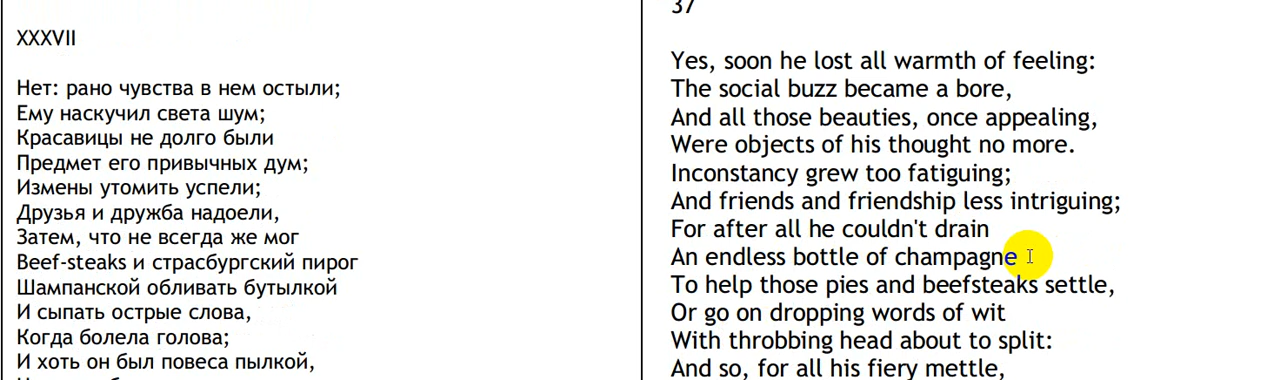 XXXVII
Нет: рано чувства в нем остыли;
Ему наскучил света шум;
Красавицы не долго были
Предмет его привычных дум;
Измены утомить успели;
Друзья и дружба надоели,
Затем, что не всегда же мог
Beef-steaks и страсбургский пирог
Шампанской обливать бутылкой
И сыпать острые слова,
Когда болела голова;
И хоть он был повеса пылкой,
37
Yes, soon he lost all warmth of feeling:
The social buzz became a bore,
And all those beauties, once appealing,
Were objects of his thought no more.
Inconstancy grew too fatiguing;
And friends and friendship less intriguing;
For after all he couldn't drain
An endless bottle of champagne
To help those pies and beefsteaks settle,
Or go on dropping words of wit
With throbbing head about to split:
And so, for all his fiery mettle,